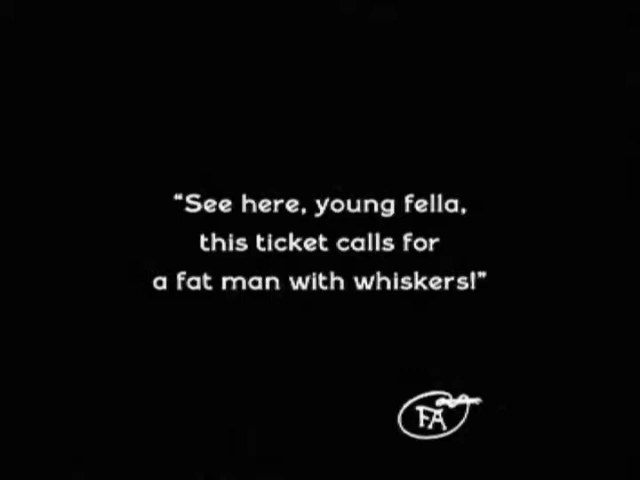 “See here, young fella,
this ticket calls for
a fat man with whiskers!”
FA